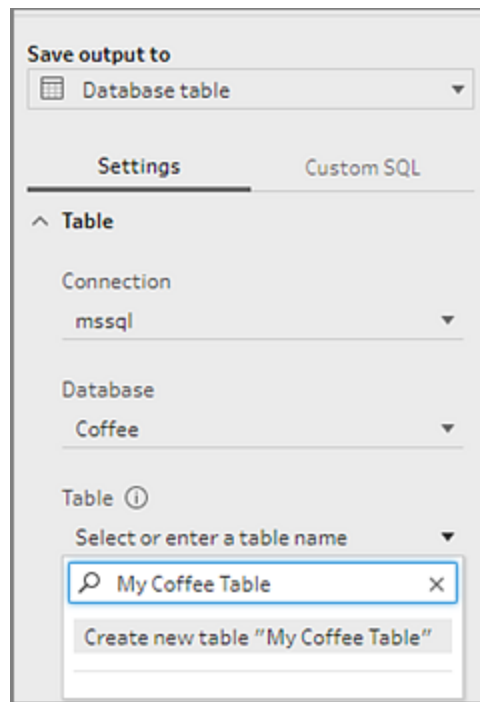 Save output to
Database table
Settings Custom SQL
Table
Connection
mssql
Database
Coffee
Table
Select or enter a table name
My Coffee Table
Create new table "My Coffee Table"